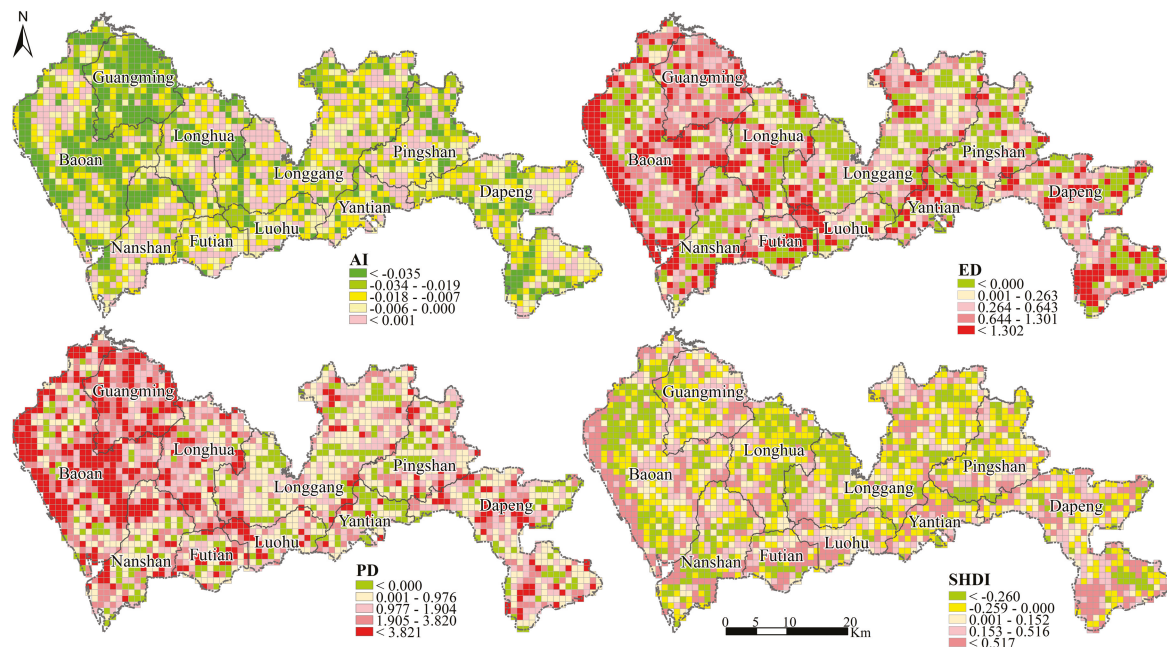 N
Guangming
Baoan
Longhua
Longgang
Pingshan
Dapeng
Yantian
Luohu
Futian
Nanshan
AI
< -0.035
-0.034 - -0.019
-0.018 - -0.007
-0.006 - 0.000
< 0.001
Guangming
Baoan
Longhua
Longgang
Pingshan
Dapeng
Yantian
Luohu
Futian
Nanshan
ED
< 0.000
0.001 - 0.263
0.264 - 0.643
0.644 - 1.301
< 1.302
Guangming
Baoan
Longhua
Longgang
Pingshan
Dapeng
Yantian
Luohu
Futian
Nanshan
PD
< 0.000
0.001 - 0.976
0.977 - 1.904
1.905 - 3.820
< 3.821
Guangming
Baoan
Longhua
Longgang
Pingshan
Dapeng
Yantian
Luohu
Futian
Nanshan
SHDI
< -0.260
-0.259 - 0.000
0.001 - 0.152
0.153 - 0.516
< 0.517
0 5 10 20
Km